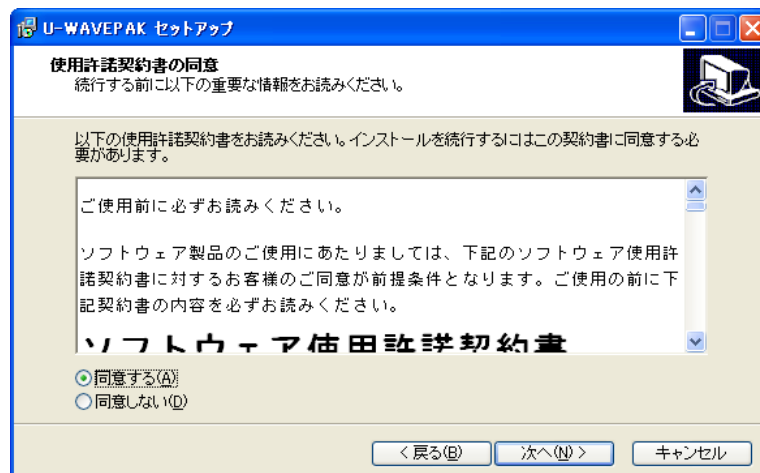 U-WAVEPAK セットアップ
使用許諾契約書の同意
続行する前に以下の重要な情報をお読みください。
以下の使用許諾契約書をお読みください。インストールを続行するにはこの契約書に同意する必
要があります。
ご使用前に必ずお読みください。
ソフトウェア製品のご使用にあたりましては、下記のソフトウェア使用許
諾契約書に対するお客様のご同意が前提条件となります。ご使用の前に下
記契約書の内容を必ずお読みください。
ソフトウェア使用許諾契約書
同意する(A)
同意しない(D)
< 戻る(B)
次へ(N) >
キャンセル